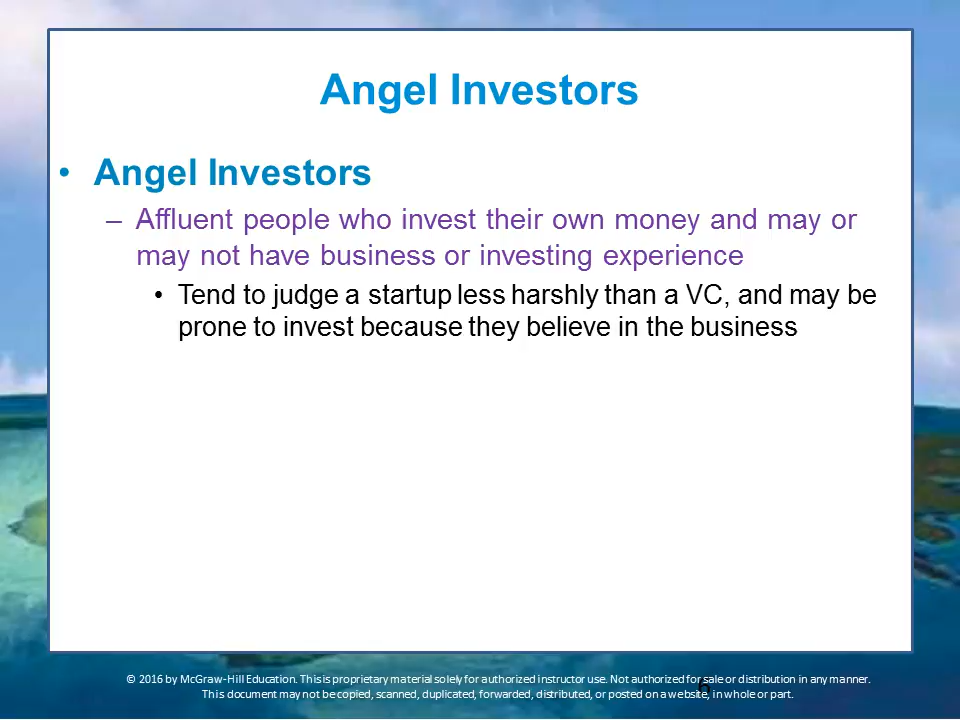 Angel Investors
• Angel Investors
– Affluent people who invest their own money and may or
may not have business or investing experience
• Tend to judge a startup less harshly than a VC, and may be
prone to invest because they believe in the business
© 2016 by McGraw-Hill Education. This is proprietary material solely for authorized instructor use. Not authorized for sale or distribution in any manner.
This document may not be copied, scanned, duplicated, forwarded, distributed, or posted on a website, in whole or part.
6